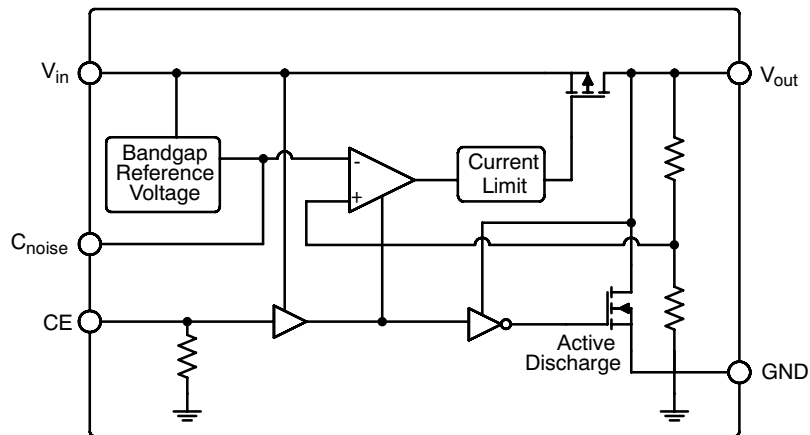 Vin
Vout
Bandgap
Reference
Voltage
-
+
Current
Limit
Cnoise
CE
Active
Discharge
GND